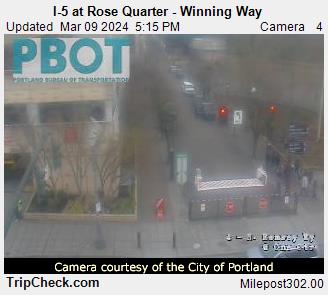 I-5 at Rose Quarter - Winning Way
Updated Mar 09 2024 5:15 PM Camera 4
PBOT
PORTLAND BUREAU OF TRANSPORTATION
Camera courtesy of the City of Portland
TripCheck.com Milepost302.00